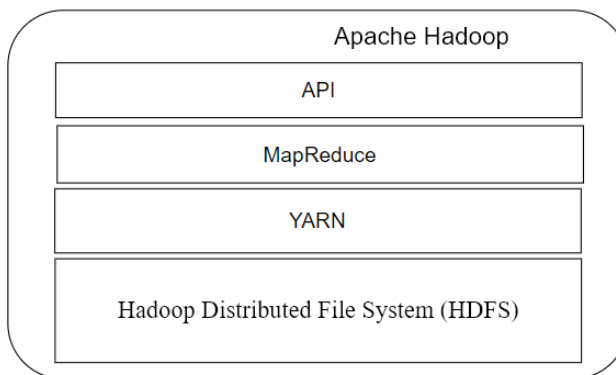 Apache Hadoop
API
MapReduce
YARN
Hadoop Distributed File System (HDFS)